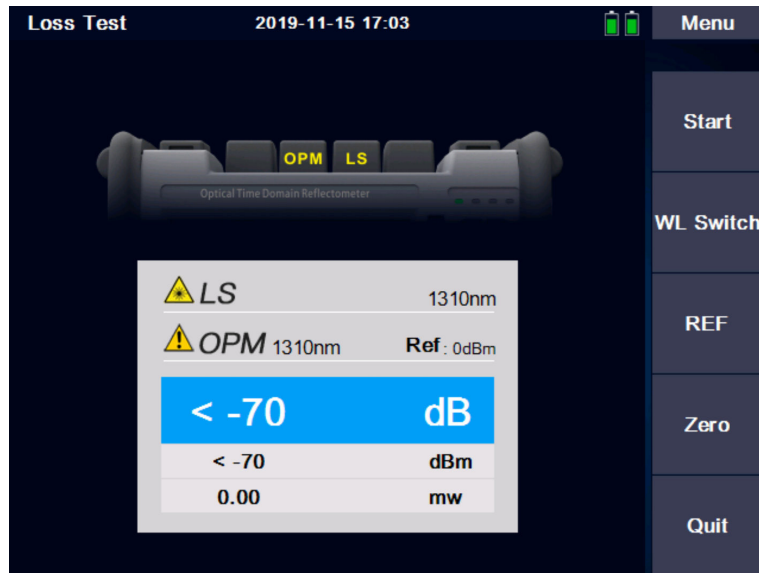 Loss Test 2019-11-15 17:03 Menu
Start
OPM LS
Optical Time Domain Reflectometer
WL Switch
LS 1310nm
OPM 1310nm Ref : 0dBm
REF
< -70 dB
Zero
< -70 dBm
0.00 mw
Quit